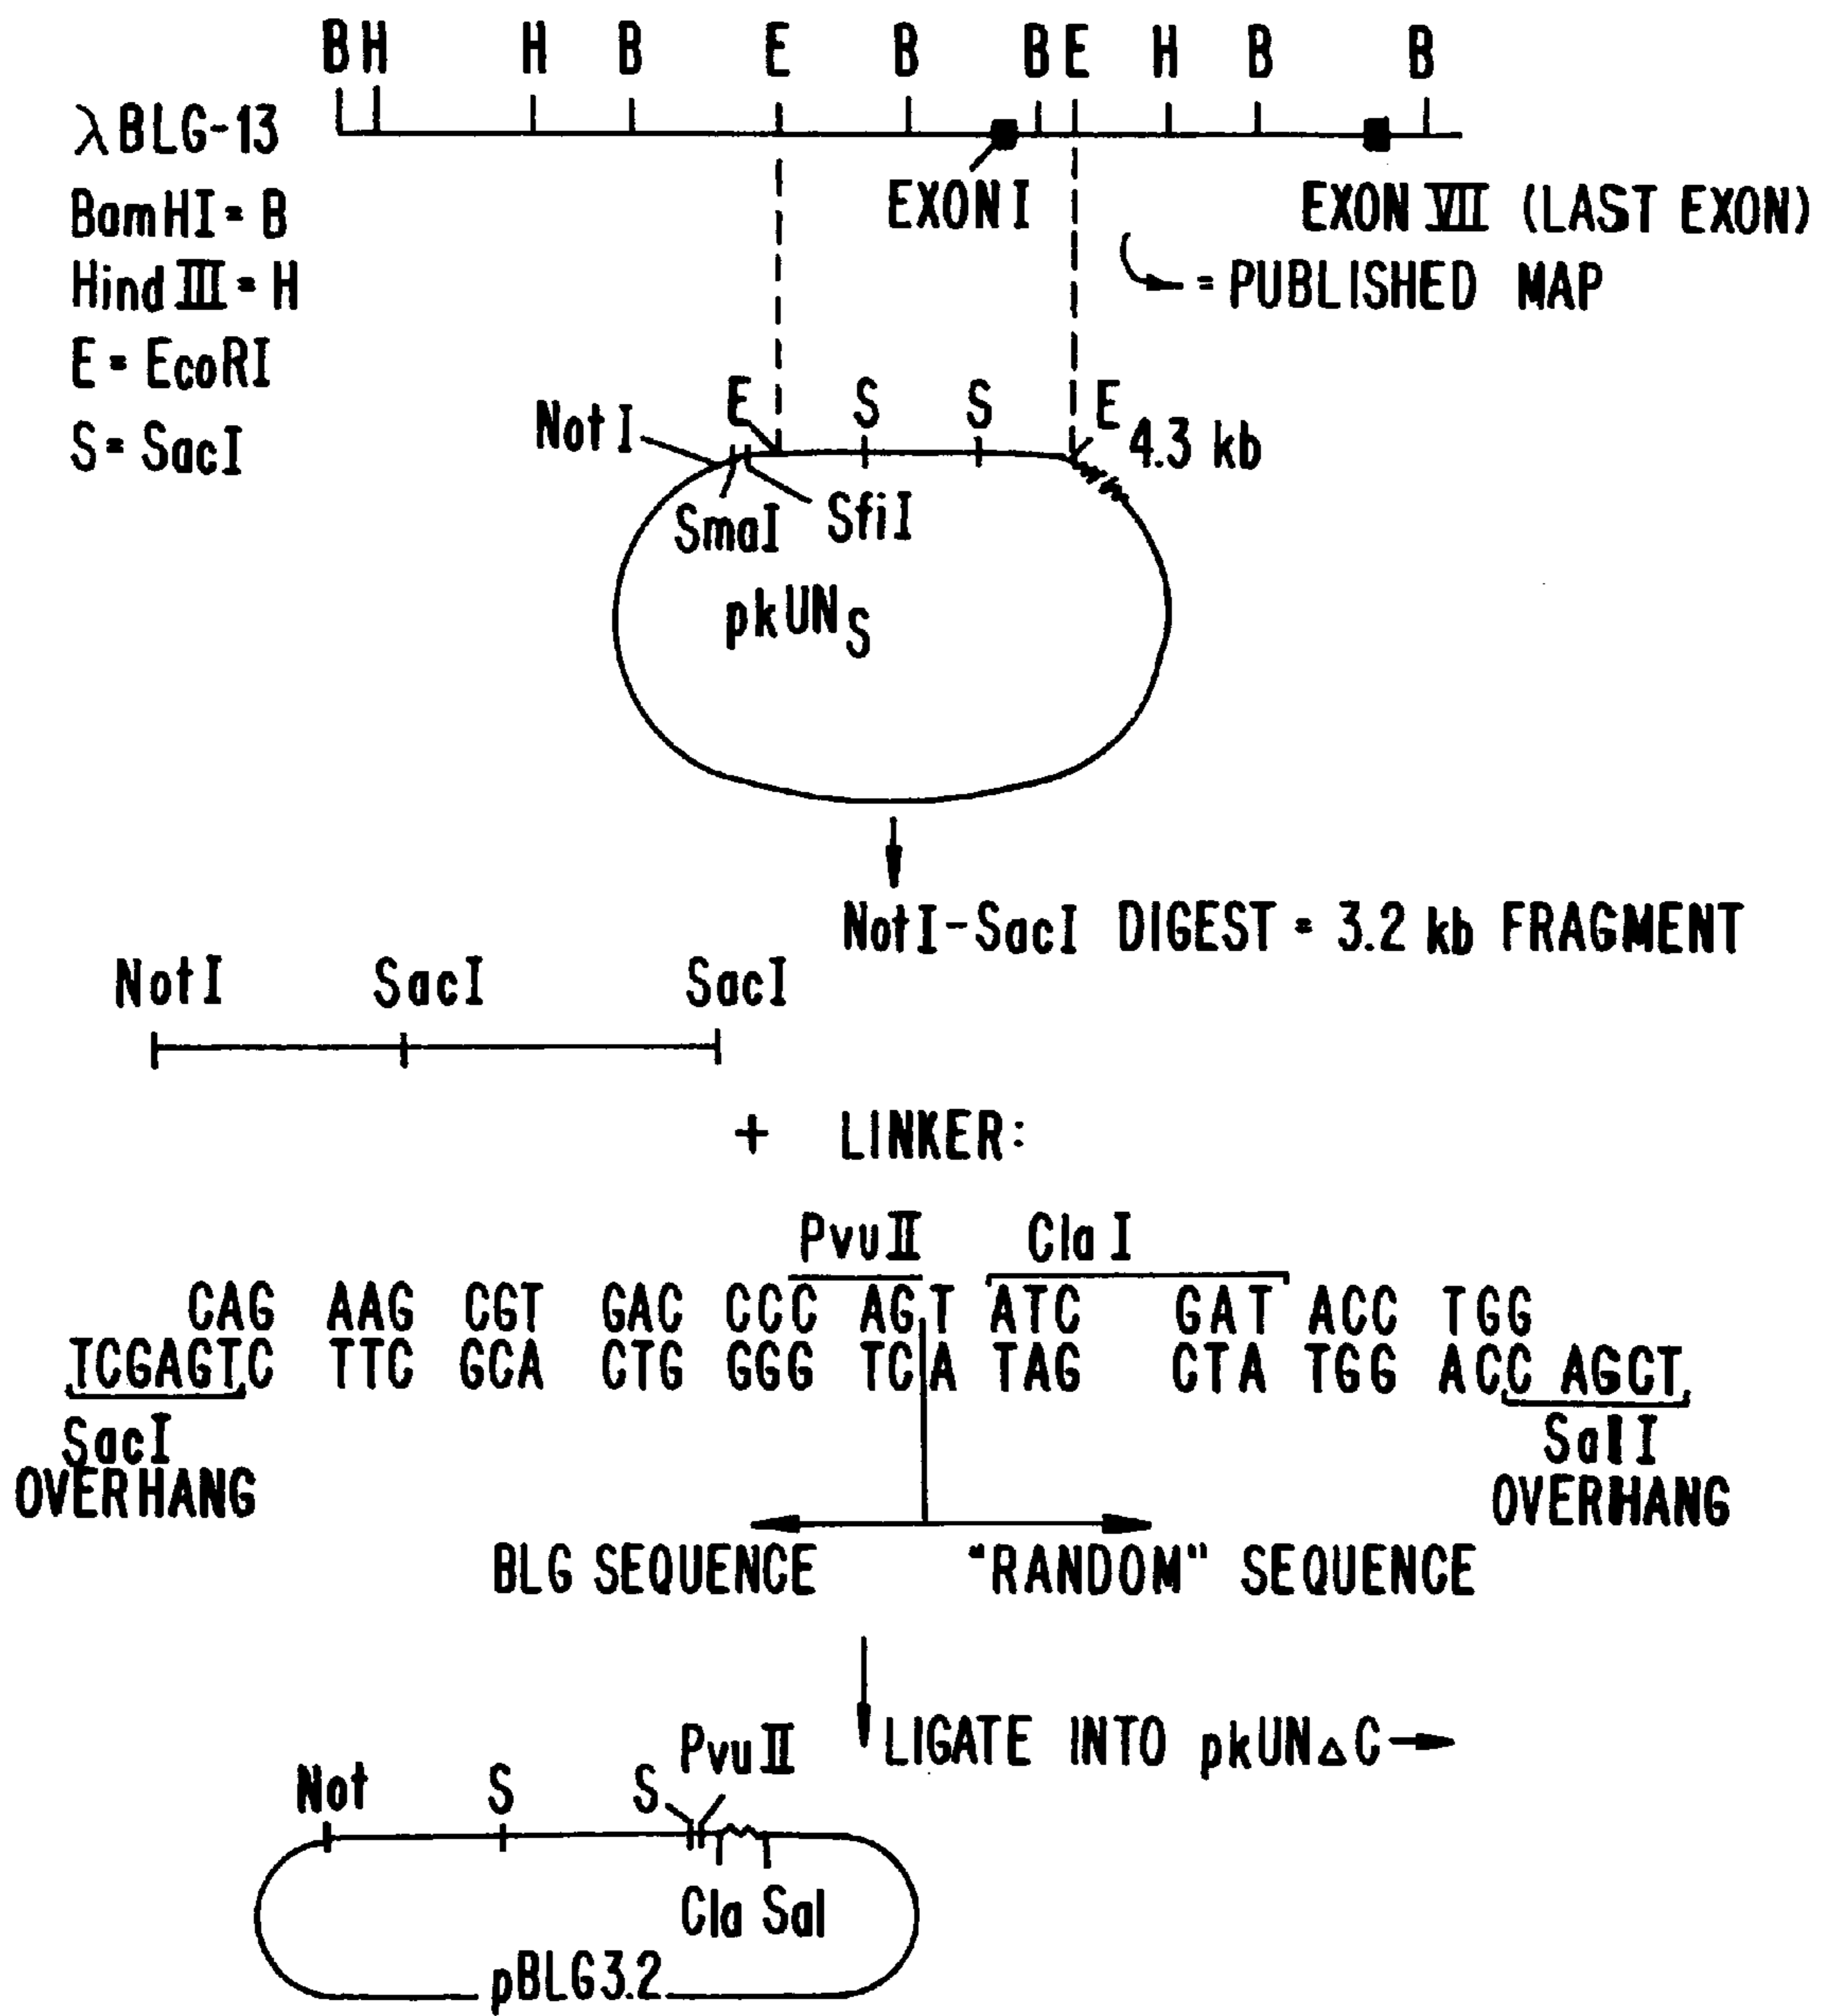 B H H B E B B E H B B
λBLG-13
BamHI = B
HindIII = H
E = EcoRI
S = SacI
EXON I
EXON VII (LAST EXON)
= PUBLISHED MAP
NotI
E S S E
4.3 kb
SmaI SfiI
pkUNS
NotI-SacI DIGEST = 3.2 kb FRAGMENT
NotI SacI SacI
+ LINKER:
PvuII ClaI
CAG AAG CGT GAC CCC AGT ATC GAT ACC TGG
TCGAGTC TTC GCA CTG GGG TCA TAG CTA TGG ACC AGCT
SacI OVERHANG
SalI OVERHANG
BLG SEQUENCE "RANDOM" SEQUENCE
LIGATE INTO pkUN△C
Not S S PvuII
Cla Sal
pBLG3.2